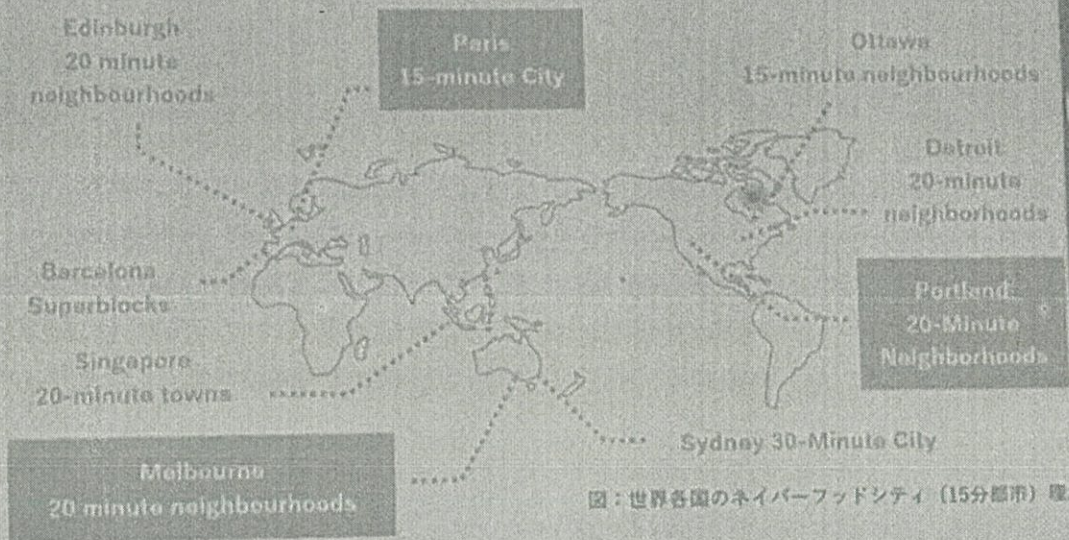 Edinburgh
20 minute
neighbourhoods
Paris
15-minute City
Ottawa
15-minute neighbourhoods
Detroit
20-minute
neighborhoods
Barcelona
Superblocks
Portland
20-Minute
Neighborhoods
Singapore
20-minute towns
Melbourne
20 minute neighbourhoods
Sydney 30-Minute City
図：世界各国のネイバーフッドシティ（15分都市）